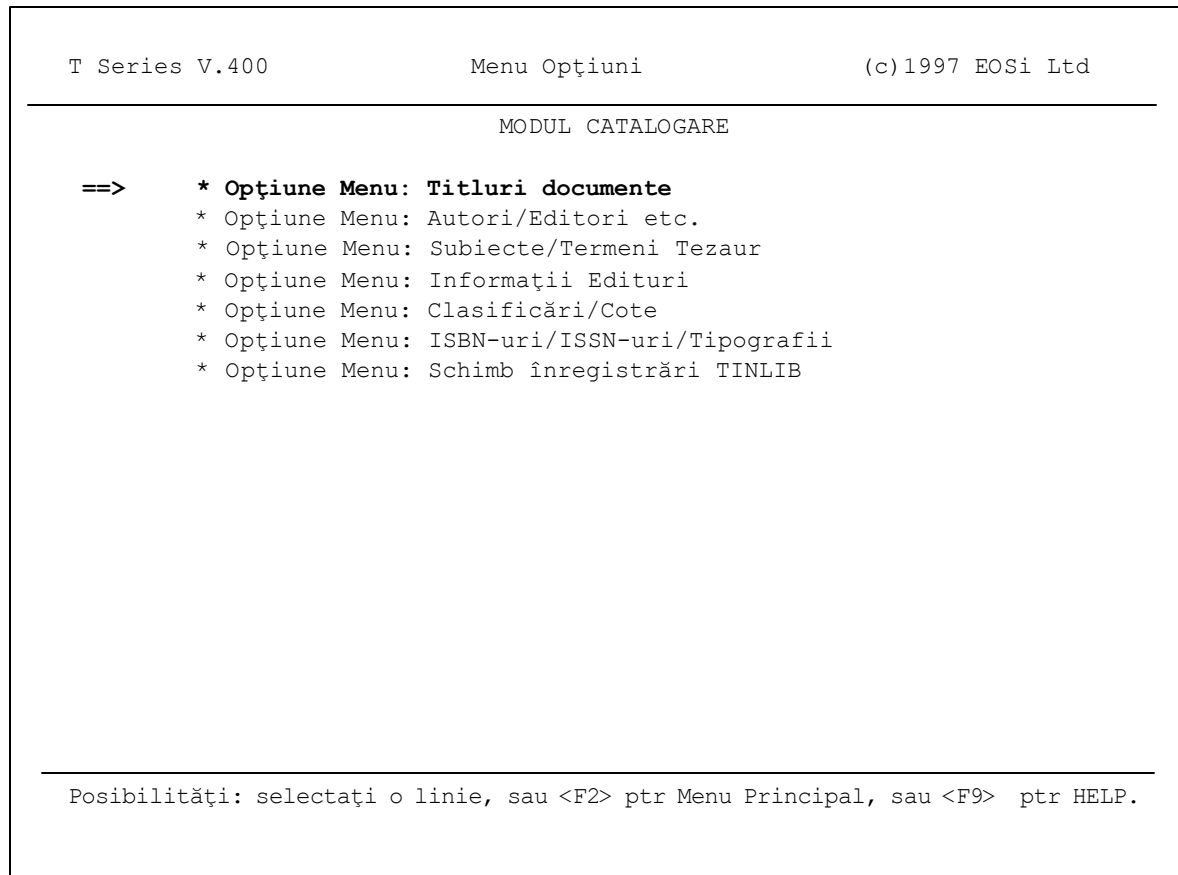 T Series V.400 Menu Opţiuni (c)1997 EOSi Ltd
MODUL CATALOGARE
==> * Opţiune Menu: Titluri documente
* Opţiune Menu: Autori/Editori etc.
* Opţiune Menu: Subiecte/Termeni Tezaur
* Opţiune Menu: Informaţii Edituri
* Opţiune Menu: Clasificări/Cote
* Opţiune Menu: ISBN-uri/ISSN-uri/Tipografii
* Opţiune Menu: Schimb înregistrări TINLIB
Posibilităţi: selectaţi o linie, sau <F2> ptr Menu Principal, sau <F9> ptr HELP.